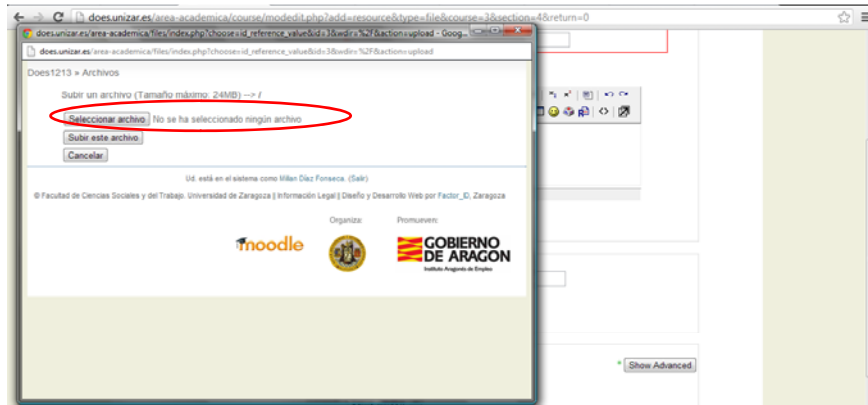 does.unizar.es/area-academica/course/modedit.php?add=resource&type=file&course=3&section=4&return=0
does.unizar.es/area-academica/files/index.php?choose=id_reference_value&id=3&wdir=%2F&action=upload - Goog...
does.unizar.es/area-academica/files/index.php?choose=id_reference_value&id=3&wdir=%2F&action=upload
Does1213 » Archivos
Subir un archivo (Tamaño máximo: 24MB) --> /
Seleccionar archivo No se ha seleccionado ningún archivo
Subir este archivo
Cancelar
Ud. está en el sistema como Milan Díaz Fonseca. (Salir)
© Facultad de Ciencias Sociales y del Trabajo. Universidad de Zaragoza || Información Legal || Diseño y Desarrollo Web por Factor_ID, Zaragoza
Organiza: Promueven:
moodle
GOBIERNO
DE ARAGON
Instituto Aragonés de Empleo
* Show Advanced